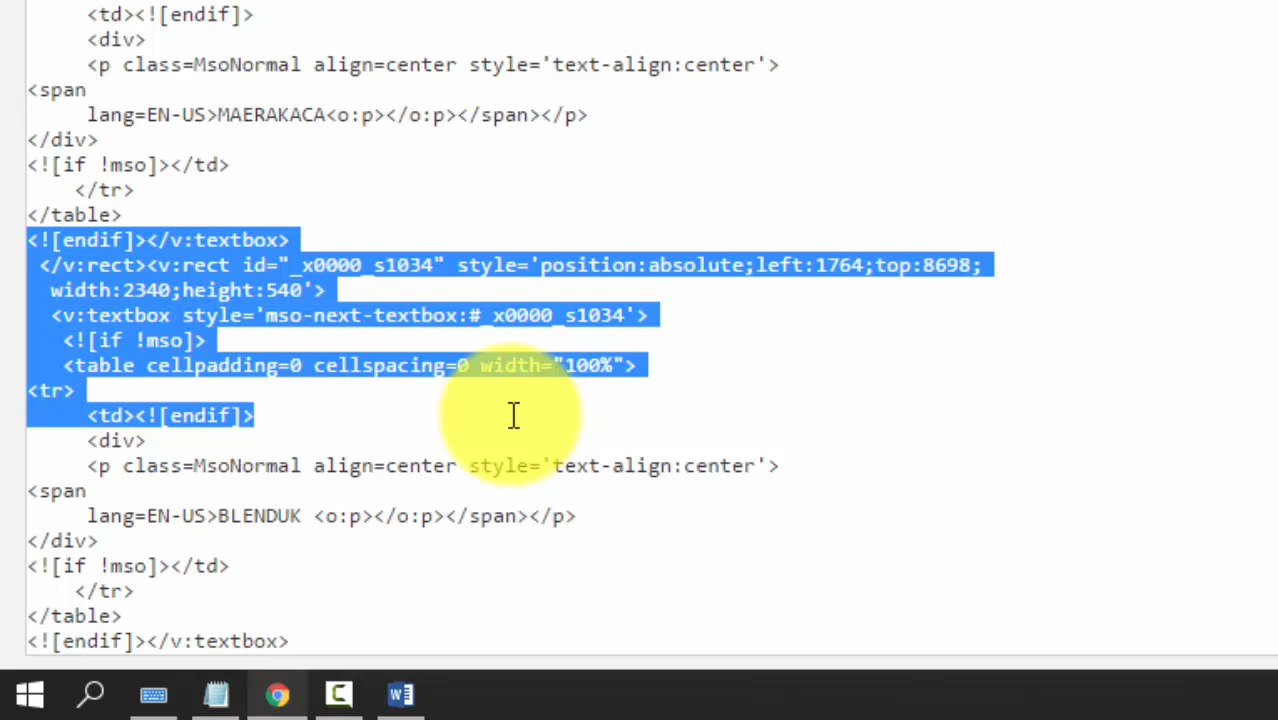 <td><![endif]>
<div>
<p class=MsoNormal align=center style='text-align:center'>
<span
lang=EN-US>MAERAKACA<o:p></o:p></span></p>
</div>
<![if !mso]></td>
</tr>
</table>
<![endif]></v:textbox>
</v:rect><v:rect id="_x0000_s1034" style='position:absolute;left:1764;top:8698;
width:2340;height:540'>
<v:textbox style='mso-next-textbox:#_x0000_s1034'>
<![if !mso]>
<table cellpadding=0 cellspacing=0 width="100%">
<tr>
<td><![endif]>
<div>
<p class=MsoNormal align=center style='text-align:center'>
<span
lang=EN-US>BLENDUK <o:p></o:p></span></p>
</div>
<![if !mso]></td>
</tr>
</table>
<![endif]></v:textbox>